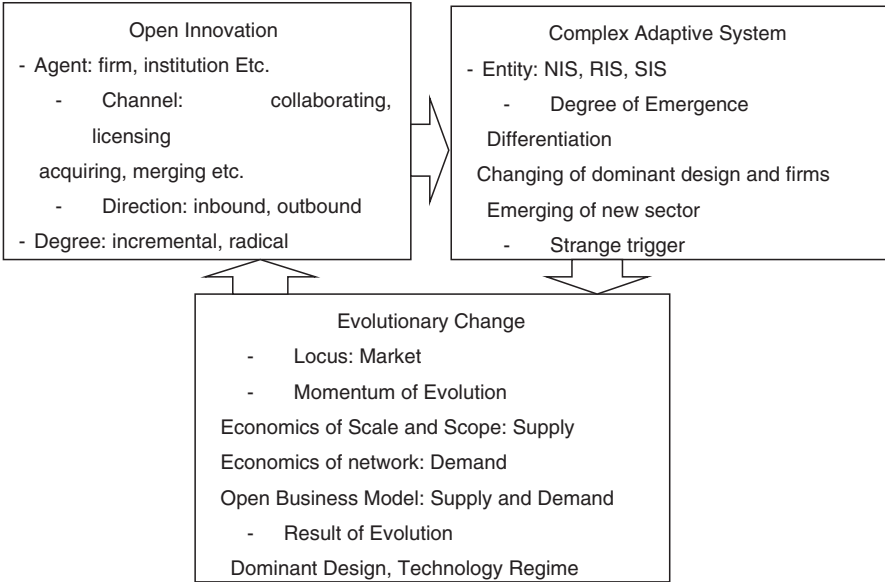 Open Innovation
- Agent: firm, institution Etc.
- Channel: collaborating,
licensing
acquiring, merging etc.
- Direction: inbound, outbound
- Degree: incremental, radical
Complex Adaptive System
- Entity: NIS, RIS, SIS
- Degree of Emergence
Differentiation
Changing of dominant design and firms
Emerging of new sector
- Strange trigger
Evolutionary Change
- Locus: Market
- Momentum of Evolution
Economics of Scale and Scope: Supply
Economics of network: Demand
Open Business Model: Supply and Demand
- Result of Evolution
Dominant Design, Technology Regime